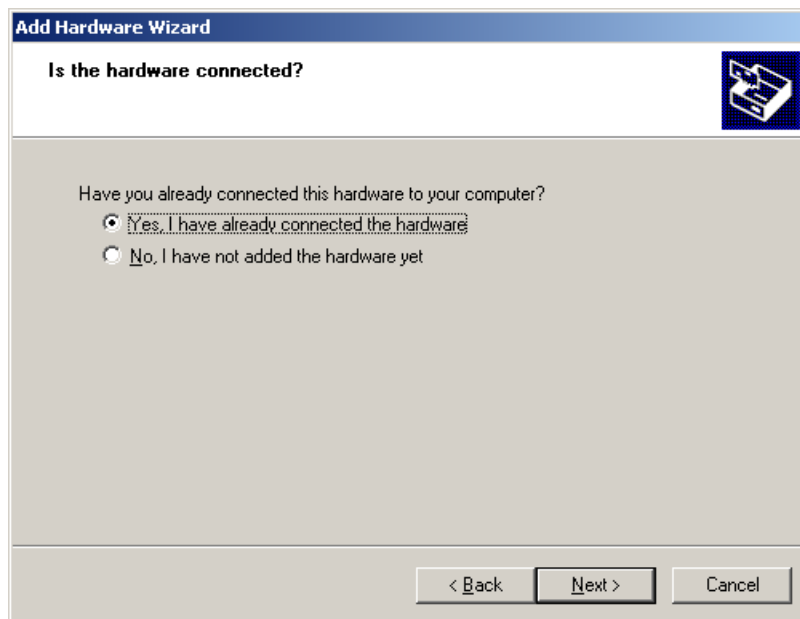 Add Hardware Wizard
Is the hardware connected?
Have you already connected this hardware to your computer?
Yes, I have already connected the hardware
No, I have not added the hardware yet
< Back
Next >
Cancel